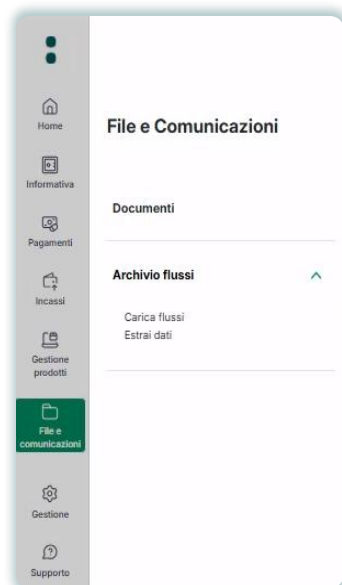 Home
Informativa
Pagamenti
Incassi
Gestione
prodotti
File e
comunicazioni
Gestione
Supporto
File e Comunicazioni
Documenti
Archivio flussi
Carica flussi
Estrai dati